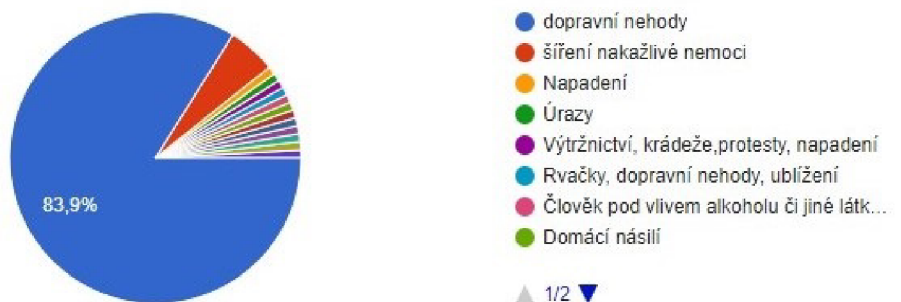 83,9%
dopravní nehody
šíření nakažlivé nemoci
Napadení
Úrazy
Výtržnictví, krádeže,protesty, napadení
Rvačky, dopravní nehody, ublížení
Člověk pod vlivem alkoholu či jiné látk...
Domácí násilí
1/2